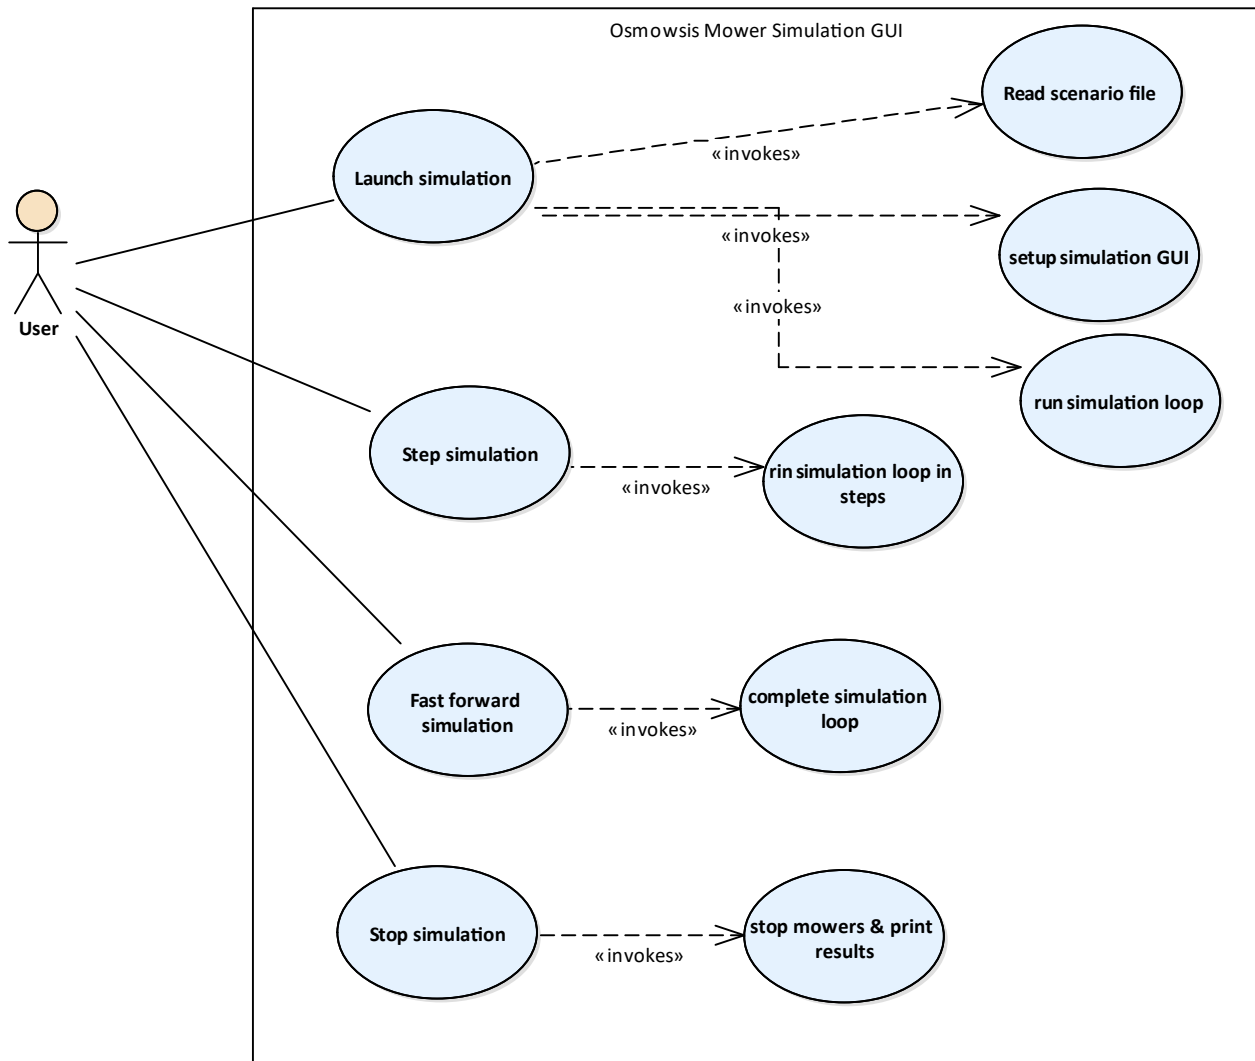 Osmowsis Mower Simulation GUI
Read scenario file
«invokes»
Launch simulation
«invokes»
setup simulation GUI
«invokes»
User
run simulation loop
Step simulation
«invokes»
rin simulation loop in
steps
Fast forward
simulation
«invokes»
complete simulation
loop
Stop simulation
«invokes»
stop mowers & print
results